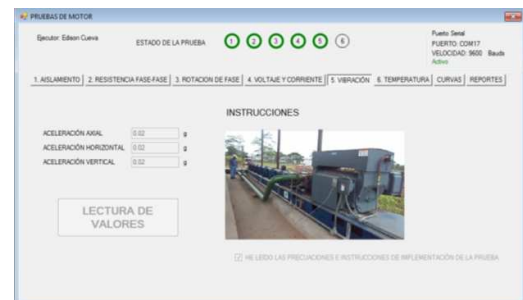 PRUEBAS DE MOTOR
Ejecutor: Edison Cueva
ESTADO DE LA PRUEBA
1 2 3 4 5 6
Puerto Serial
PUERTO: COM17
VELOCIDAD: 9600 Bauds
Activo
1. AISLAMIENTO 2. RESISTENCIA FASE-FASE 3. ROTACION DE FASE 4. VOLTAJE Y CORRIENTE 5. VIBRACIÓN 6. TEMPERATURA CURVAS REPORTES
INSTRUCCIONES
ACELERACIÓN AXIAL 0.02 g
ACELERACIÓN HORIZONTAL 0.02 g
ACELERACIÓN VERTICAL 0.02 g
LECTURA DE
VALORES
HE LEIDO LAS PRECUACIONES E INSTRUCCIONES DE IMPLEMENTACIÓN DE LA PRUEBA